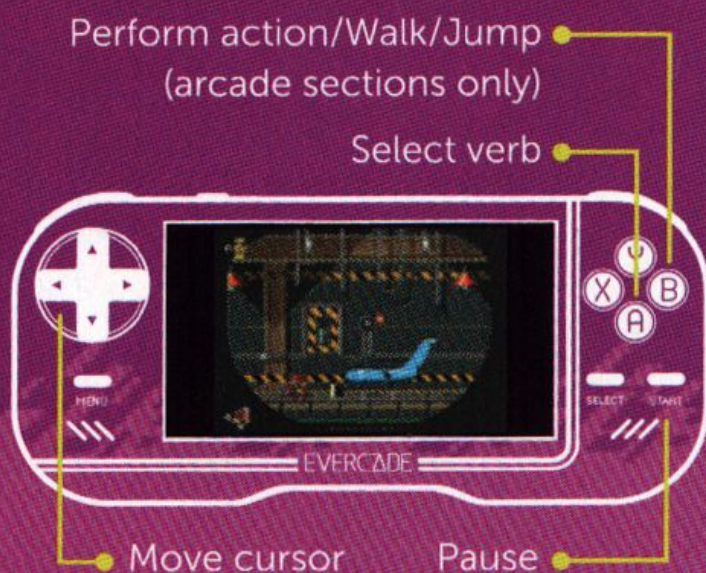 Perform action/Walk/Jump
(arcade sections only)
Select verb
Y
X
B
A
MENU
SELECT
START
EVERCADE
Move cursor
Pause